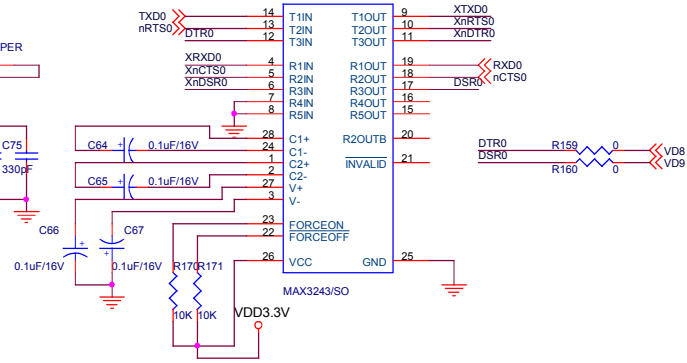 TXD0 14 T1IN T1OUT 9 XTXD0
nRTS0 13 T2IN T2OUT 10 XnRTS0
DTR0 12 T3IN T3OUT 11 XnDTR0
PER
XRXD0 4 R1IN R1OUT 19 RXD0
XnCTS0 5 R2IN R2OUT 18 nCTS0
XnDSR0 6 R3IN R3OUT 17 DSR0
7 R4IN R4OUT 16
8 R5IN R5OUT 15
28 C1+ R2OUTB 20
C75 C64 0.1uF/16V 24 C1- DTR0 R159 0 VD8
330pF 1 C2+ INVALID 21 DSR0 R160 0 VD9
C65 0.1uF/16V 2 C2-
27 V+
3 V-
C66 C67 23 FORCEON
22 FORCEOFF
0.1uF/16V 0.1uF/16V R170 R171 26 VCC GND 25
MAX3243/SO
10K 10K VDD3.3V